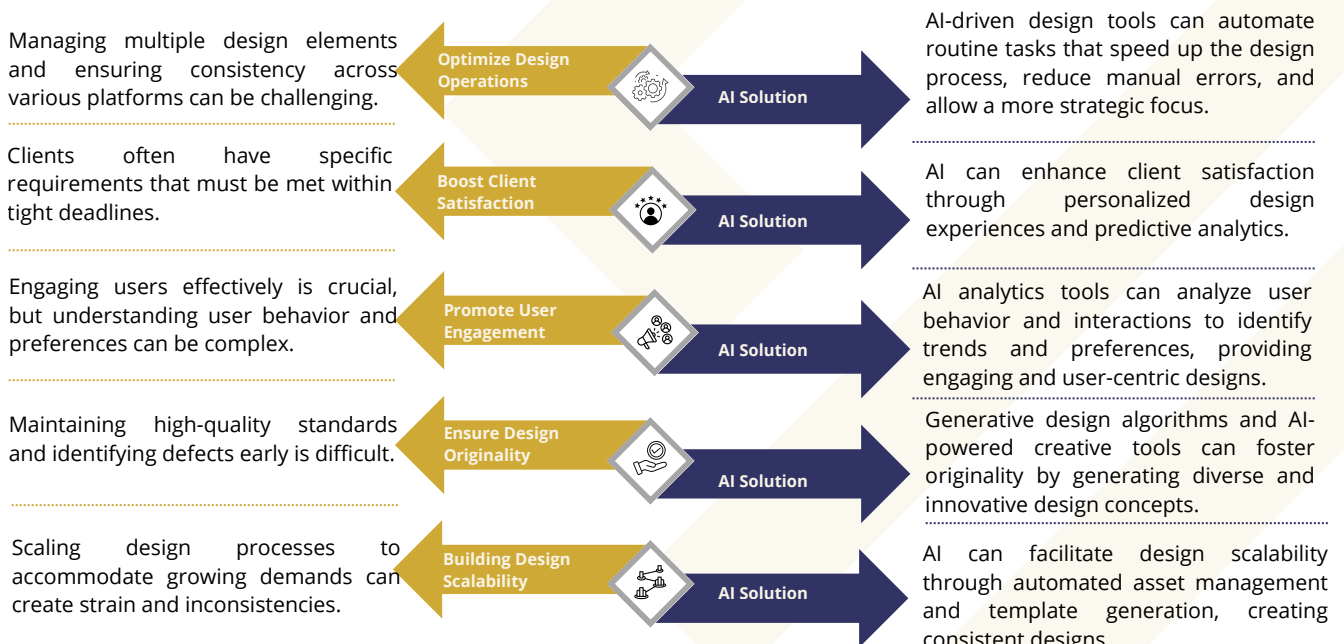 Managing multiple design elements
and ensuring consistency across
various platforms can be challenging.
Optimize Design
Operations
AI Solution
AI-driven design tools can automate
routine tasks that speed up the design
process, reduce manual errors, and
allow a more strategic focus.
Clients often have specific
requirements that must be met within
tight deadlines.
Boost Client
Satisfaction
AI Solution
AI can enhance client satisfaction
through personalized design
experiences and predictive analytics.
Engaging users effectively is crucial,
but understanding user behavior and
preferences can be complex.
Promote User
Engagement
AI Solution
AI analytics tools can analyze user
behavior and interactions to identify
trends and preferences, providing
engaging and user-centric designs.
Maintaining high-quality standards
and identifying defects early is difficult.
Ensure Design
Originality
AI Solution
Generative design algorithms and AI-
powered creative tools can foster
originality by generating diverse and
innovative design concepts.
Scaling design processes to
accommodate growing demands can
create strain and inconsistencies.
Building Design
Scalability
AI Solution
AI can facilitate design scalability
through automated asset management
and template generation, creating
consistent designs